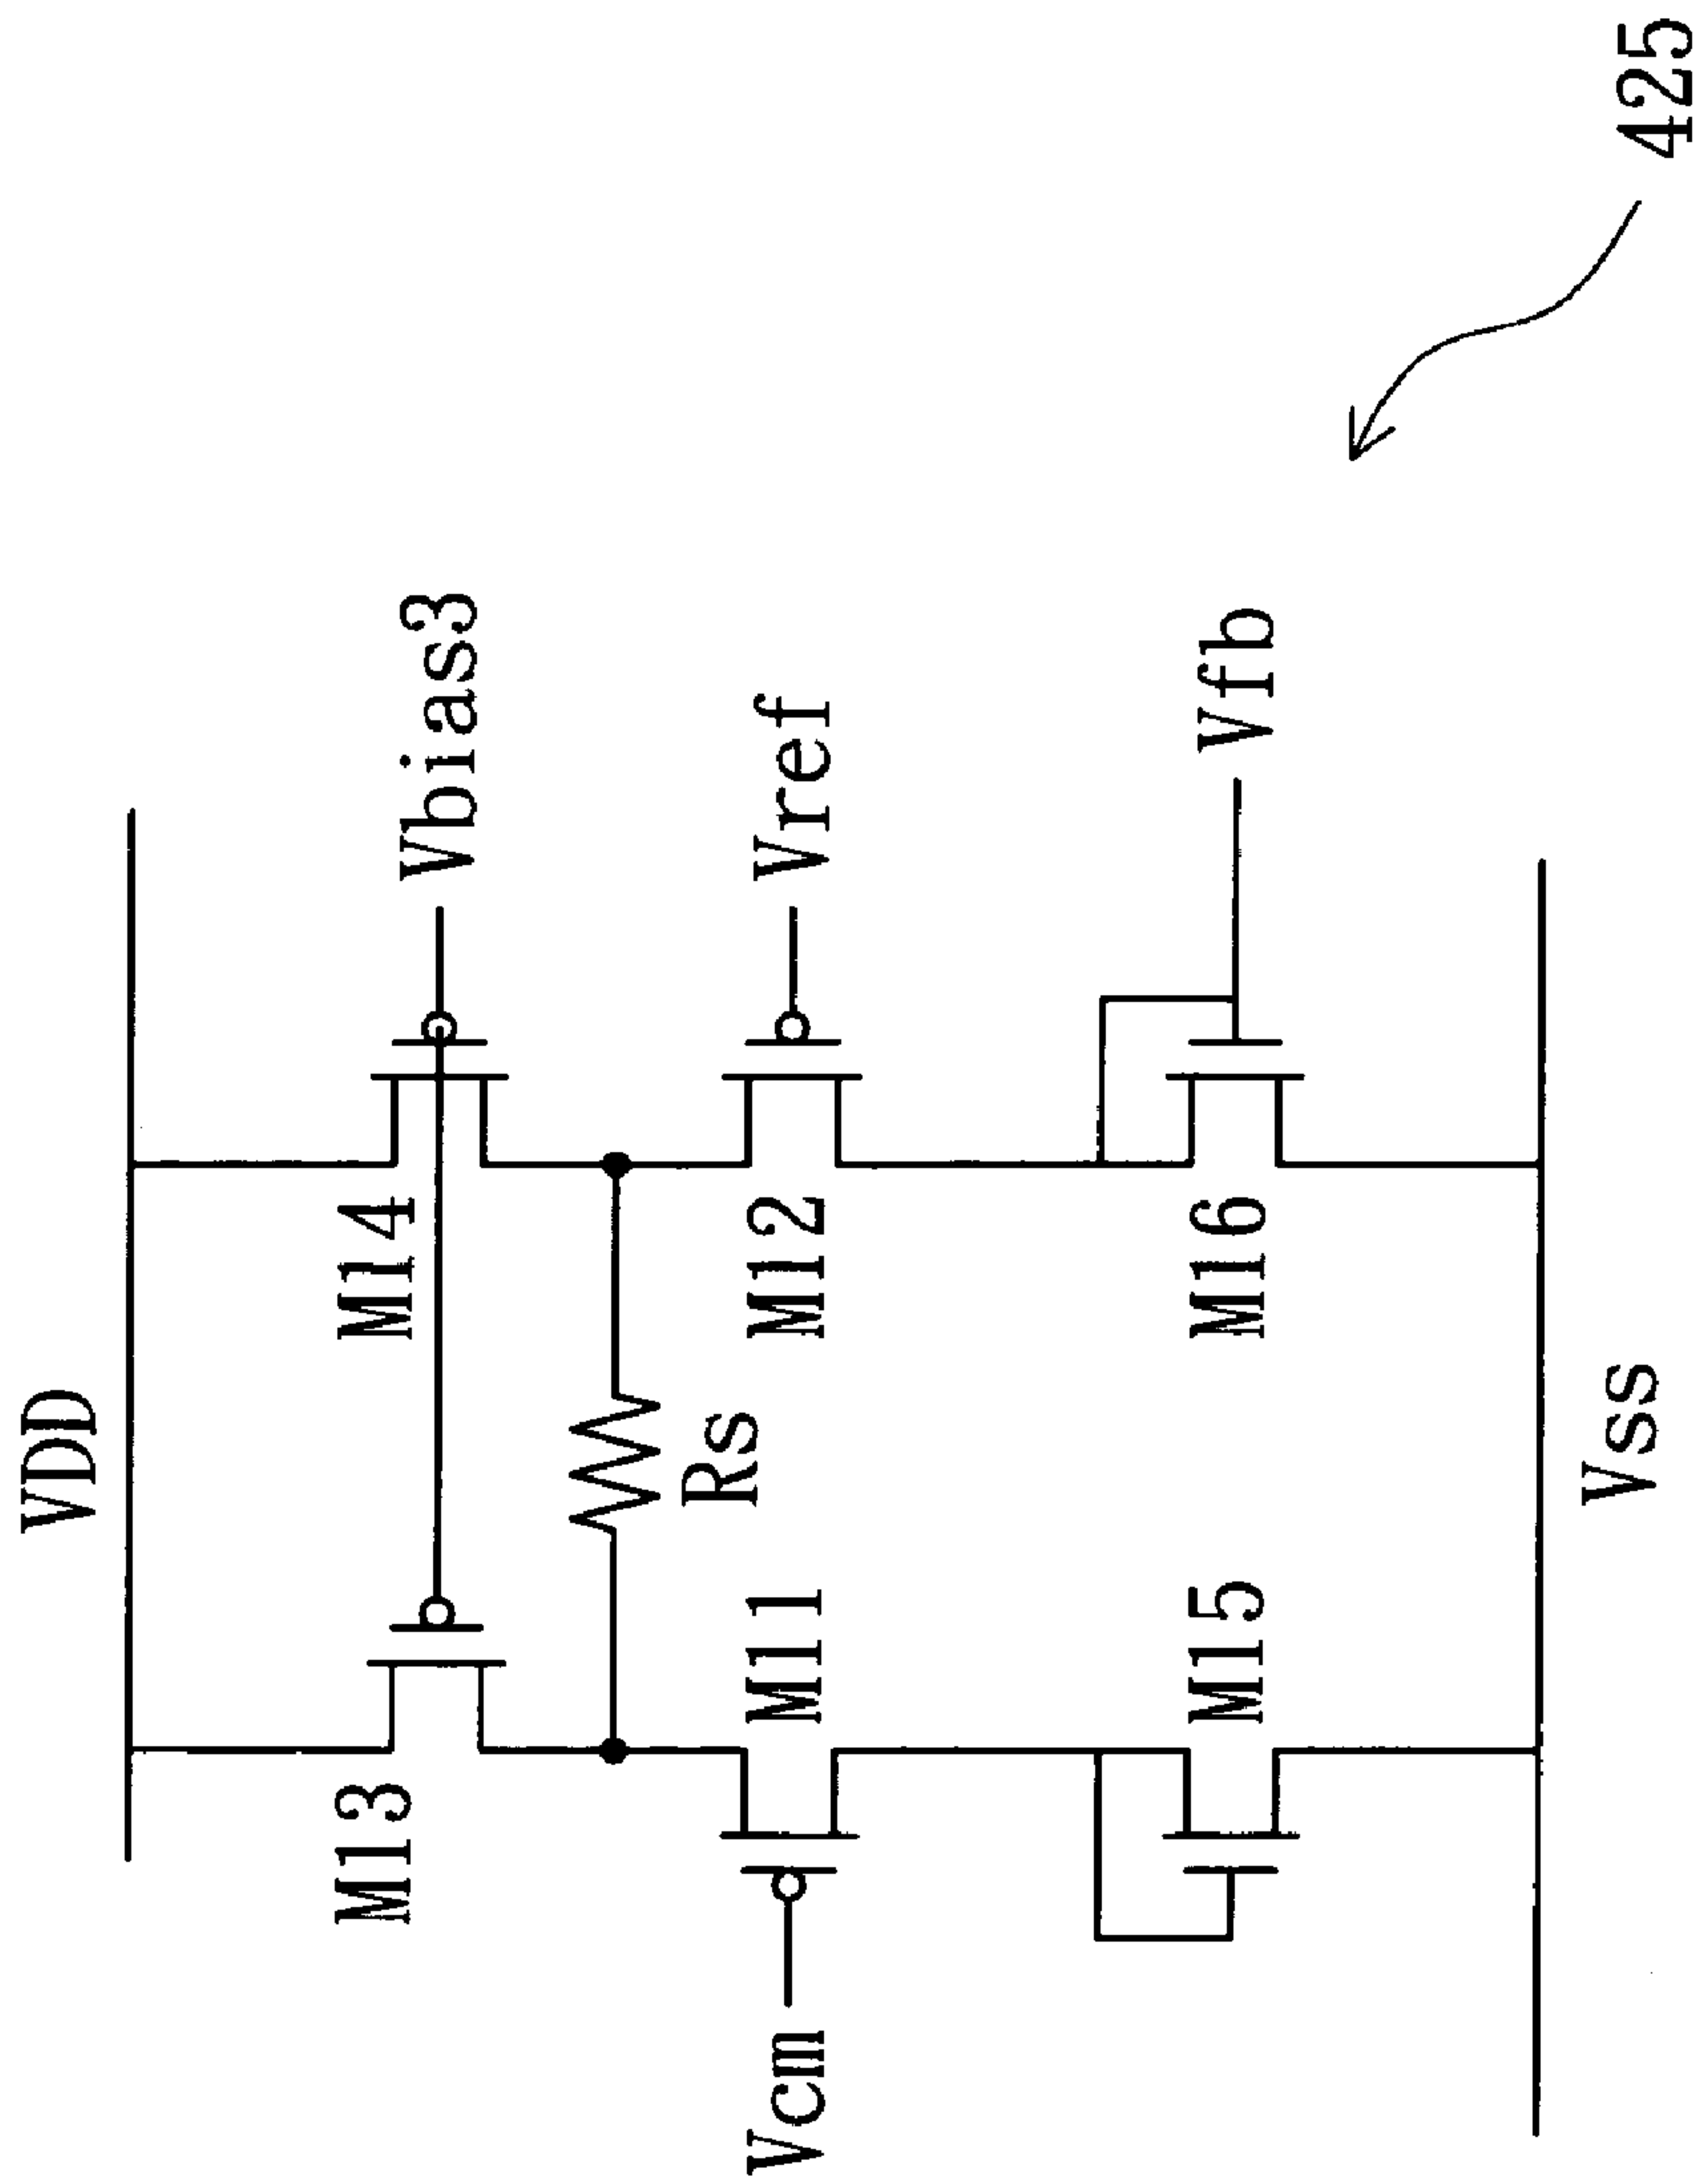 VDD
M13
M14
Vbias3
Rs
Vcm
M11
M12
Vref
M15
M16
Vfb
Vss
425